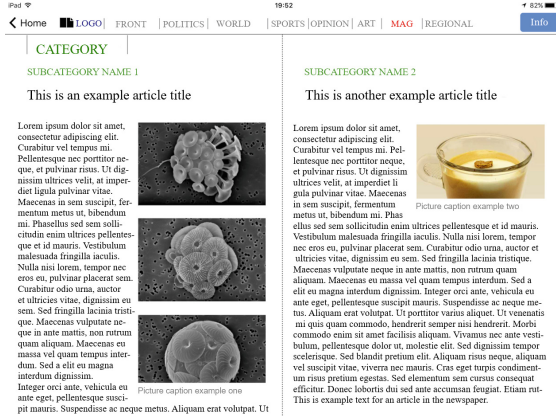 iPad
19:52
82%
Home
LOGO
FRONT
POLITICS
WORLD
SPORTS
OPINION
ART
MAG
REGIONAL
Info
CATEGORY
SUBCATEGORY NAME 1
This is an example article title
Lorem ipsum dolor sit amet,
consectetur adipiscing elit.
Curabitur vel tempus mi.
Pellentesque nec porttitor ne-
que, et pulvinar risus. Ut dig-
nissim ultrices velit, at imper-
diet ligula pulvinar vitae.
Maecenas in sem suscipit, fer-
mentum metus ut, bibendum
mi. Phasellus sed sem solli-
citudin enim ultrices pellentes-
que et id mauris. Vestibulum
malesuada fringilla iaculis.
Nulla nisi lorem, tempor nec
eros eu, pulvinar placerat sem.
Curabitur odio urna, auctor
et ultricies vitae, dignissim eu
sem. Sed fringilla lacinia tristi-
que. Maecenas vulputate ne-
que in ante mattis, non rutrum
quam aliquam. Maecenas eu
massa vel quam tempus inter-
dum. Sed a elit eu magna
interdum dignissim.
Integer orci ante, vehicula eu
ante eget, pellentesque susci-
pit mauris. Suspendisse ac neque metus. Aliquam erat volutpat. Ut
Picture caption example one
SUBCATEGORY NAME 2
This is another example article title
Lorem ipsum dolor sit amet,
consectetur adipiscing elit.
Curabitur vel tempus mi. Pel-
lentesque nec porttitor neque,
et pulvinar risus. Ut dignissim
ultrices velit, at imperdiet li
gula pulvinar vitae. Maecenas
in sem suscipit, fermentum
metus ut, bibendum mi. Phas
ellus sed sem sollicitudin enim ultrices pellentesque et id mauris.
Vestibulum malesuada fringilla iaculis. Nulla nisi lorem, tempor
nec eros eu, pulvinar placerat sem. Curabitur odio urna, auctor et
ultricies vitae, dignissim eu sem. Sed fringilla lacinia tristique.
Maecenas vulputate neque in ante mattis, non rutrum quam
aliquam. Maecenas eu massa vel quam tempus interdum. Sed a
elit eu magna interdum dignissim. Integer orci ante, vehicula eu
ante eget, pellentesque suscipit mauris. Suspendisse ac neque me-
tus. Aliquam erat volutpat. Ut porttitor varius aliquet. Ut venenatis
mi quis quam commodo, hendrerit semper nisi hendrerit. Morbi
commodo enim sit amet facilisis aliquam. Vivamus nec ante vesti-
bulum, pellentesque dolor ut, molestie elit. Sed dignissim tempor
scelerisque. Sed blandit pretium elit. Aliquam risus neque, aliquam
vel suscipit vitae, viverra nec mauris. Cras eget turpis condiment-
um risus pretium egestas. Sed elementum sem cursus consequat
efficitur. Donec lobortis dui sed ante accumsan feugiat. Etiam rut-
This is example text for an article in the newspaper.
Picture caption example two